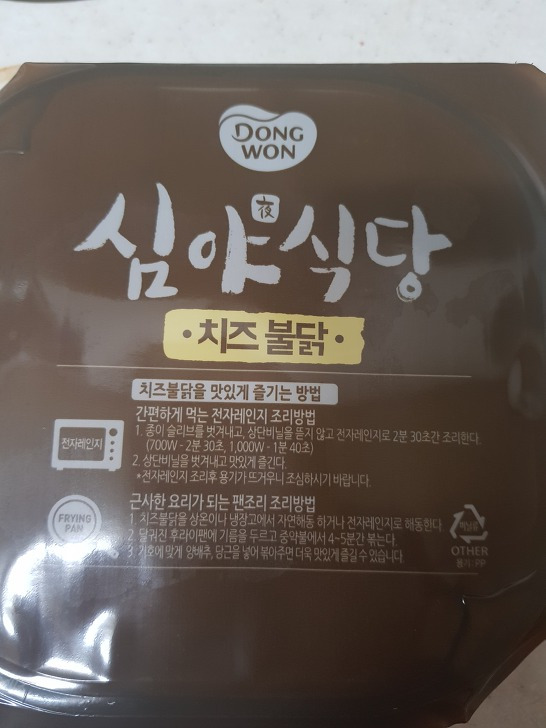 DONG
WON
심야식당
夜
·치즈 불닭·
치즈불닭을 맛있게 즐기는 방법
간편하게 먹는 전자레인지 조리방법
전자레인지
1. 종이 슬리브를 벗겨내고, 상단비닐을 뜯지 않고 전자레인지로 2분 30초간 조리한다.
(700W - 2분 30초, 1,000W - 1분 40초)
2. 상단비닐을 벗겨내고 맛있게 즐긴다.
*전자레인지 조리후 용기가 뜨거우니 조심하시기 바랍니다.
근사한 요리가 되는 팬조리 조리방법
FRYING
PAN
1. 치즈불닭을 상온이나 냉장고에서 자연해동 하거나 전자레인지로 해동한다.
2. 달궈진 후라이팬에 기름을 두르고 중약불에서 4~5분간 볶는다.
3. 기호에 맞게 양배추, 당근을 넣어 볶아주면 더욱 맛있게 즐길 수 있습니다.
비닐류
OTHER
용기:PP